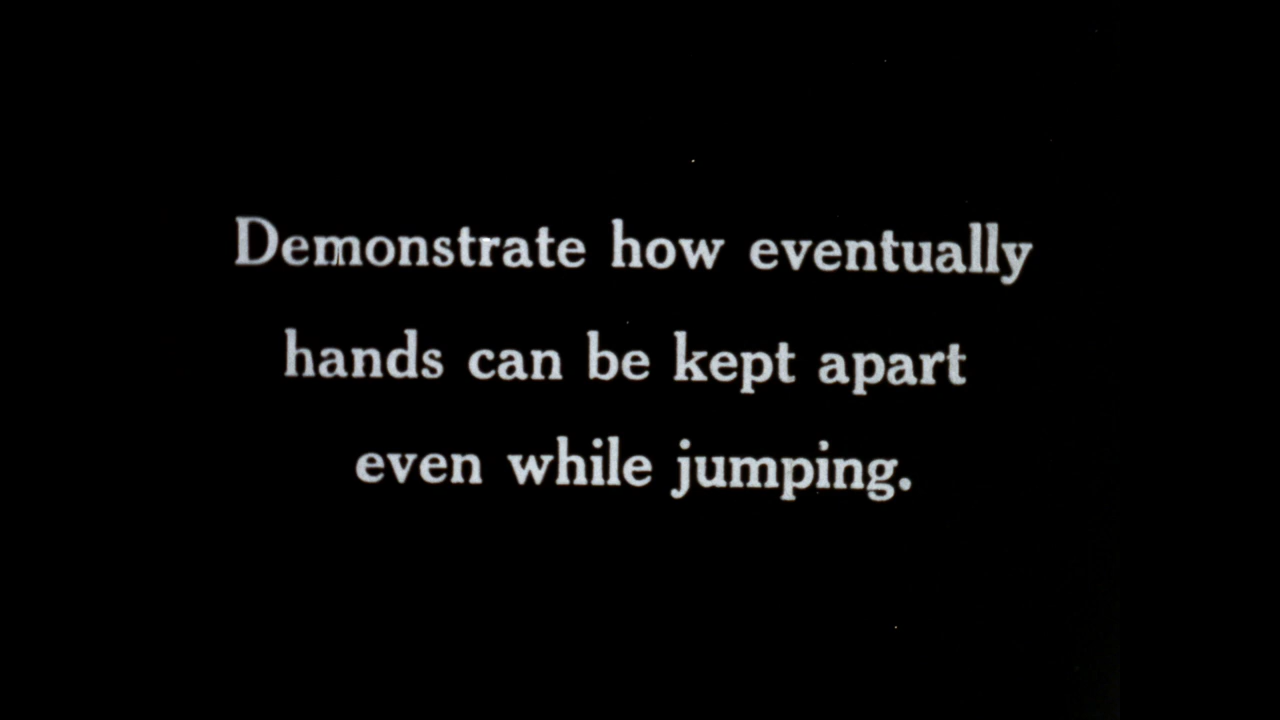 Demonstrate how eventually
hands can be kept apart
even while jumping.